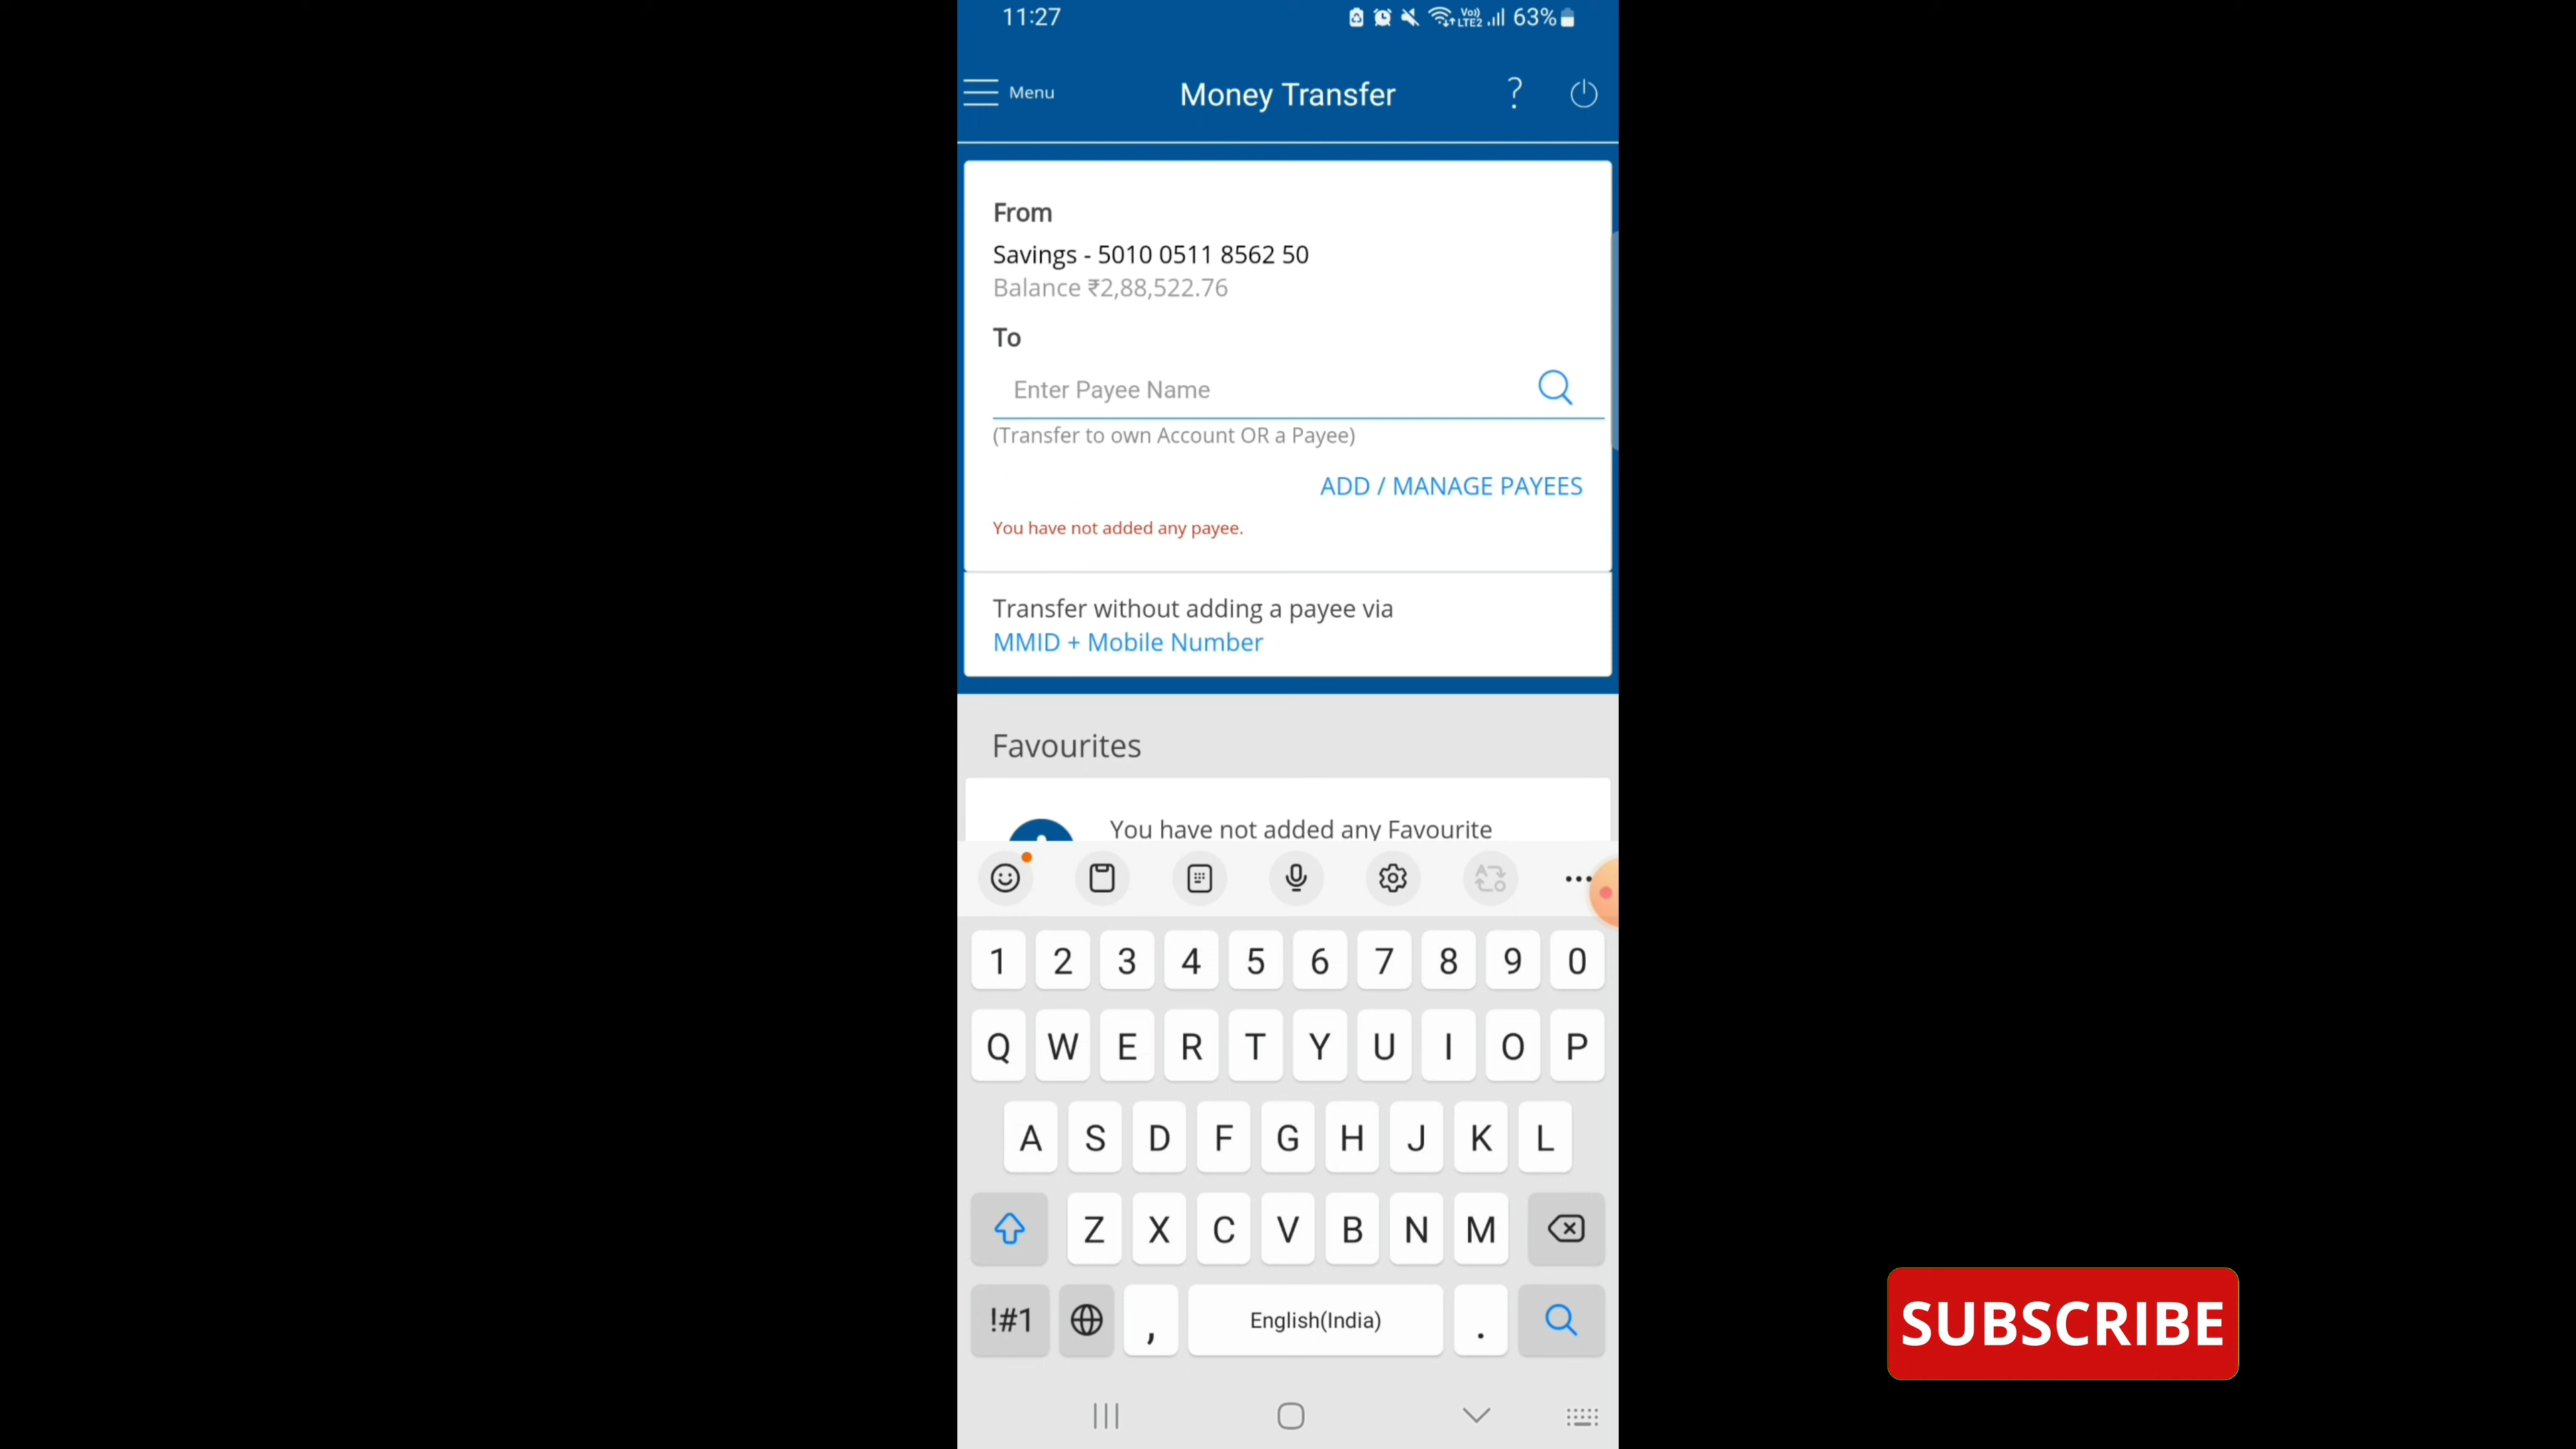 11:27 Vo) LTE2 63%
Menu Money Transfer ?
From
Savings - 5010 0511 8562 50
Balance ₹2,88,522.76
To
Enter Payee Name
(Transfer to own Account OR a Payee)
ADD / MANAGE PAYEES
You have not added any payee.
Transfer without adding a payee via
MMID + Mobile Number
Favourites
You have not added any Favourite
1 2 3 4 5 6 7 8 9 0
Q W E R T Y U I O P
A S D F G H J K L
Z X C V B N M
!#1 , English(India) .
SUBSCRIBE